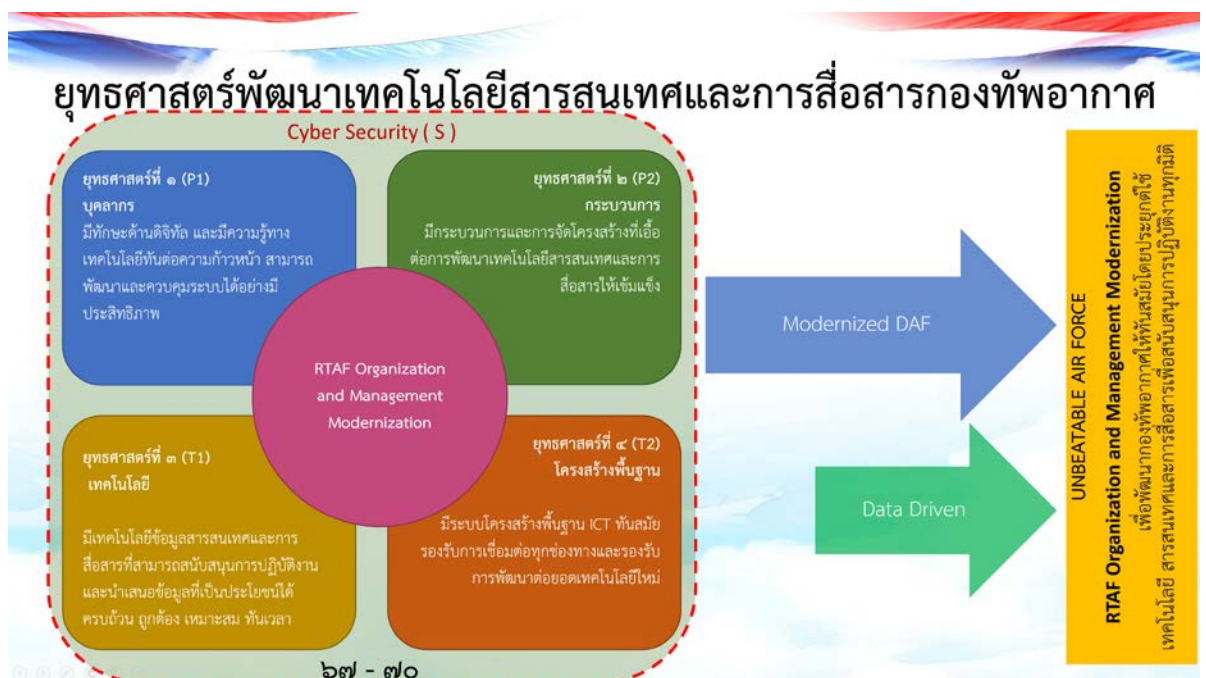 ยุทธศาสตร์พัฒนาเทคโนโลยีสารสนเทศและการสื่อสารกองทัพอากาศ
Cyber Security ( S )
ยุทธศาสตร์ที่ ๑ (P1)
บุคลากร
มีทักษะด้านดิจิทัล และมีความรู้ทาง
เทคโนโลยีทันต่อความก้าวหน้า สามารถ
พัฒนาและควบคุมระบบได้อย่างมี
ประสิทธิภาพ
ยุทธศาสตร์ที่ ๒ (P2)
กระบวนการ
มีกระบวนการและการจัดโครงสร้างที่เอื้อ
ต่อการพัฒนาเทคโนโลยีสารสนเทศและการ
สื่อสารให้เข้มแข็ง
RTAF Organization
and Management
Modernization
ยุทธศาสตร์ที่ ๓ (T1)
เทคโนโลยี
มีเทคโนโลยีข้อมูลสารสนเทศและการ
สื่อสารที่สามารถสนับสนุนการปฏิบัติงาน
และนำเสนอข้อมูลที่เป็นประโยชน์ได้
ครบถ้วน ถูกต้อง เหมาะสม ทันเวลา
ยุทธศาสตร์ที่ ๔ (T2)
โครงสร้างพื้นฐาน
มีระบบโครงสร้างพื้นฐาน ICT ทันสมัย
รองรับการเชื่อมต่อทุกช่องทางและรองรับ
การพัฒนาต่อยอดเทคโนโลยีใหม่
๖๗ - ๗๐
Modernized DAF
Data Driven
UNBEATABLE AIR FORCE
RTAF Organization and Management Modernization
เพื่อพัฒนากองทัพอากาศให้ทันสมัยโดยประยุกต์ใช้
เทคโนโลยี สารสนเทศและการสื่อสารเพื่อสนับสนุนการปฏิบัติงานทุกมิติ